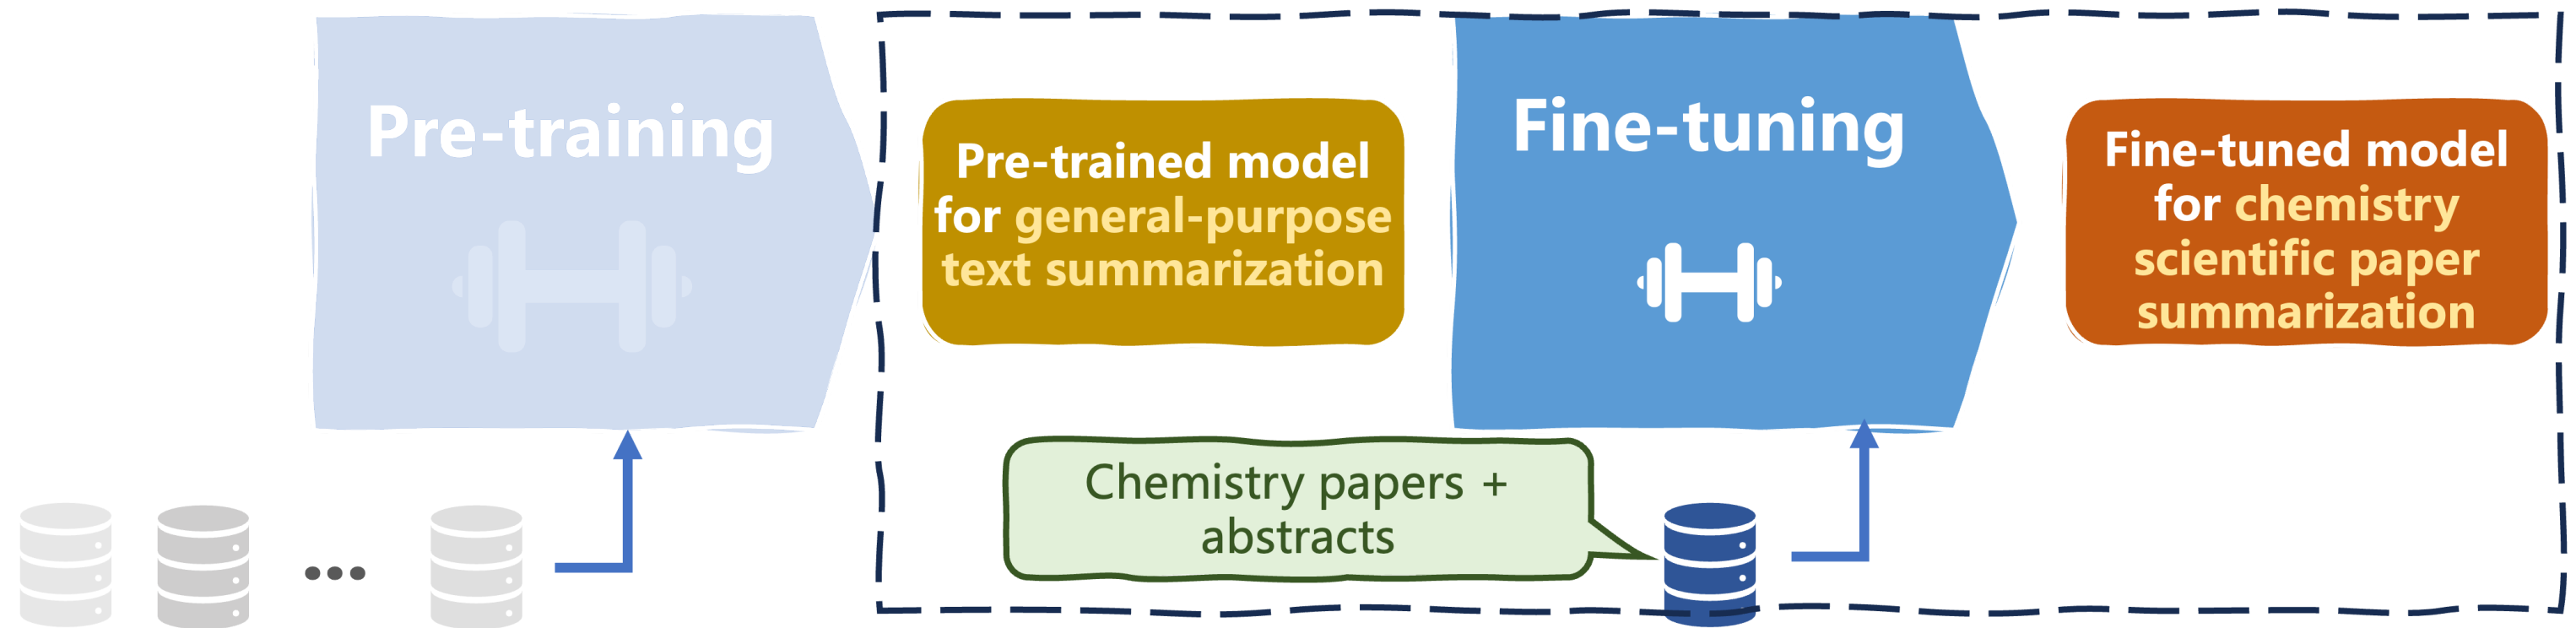 Pre-training
Pre-trained model
for general-purpose
text summarization
Fine-tuning
Fine-tuned model
for chemistry
scientific paper
summarization
Chemistry papers +
abstracts